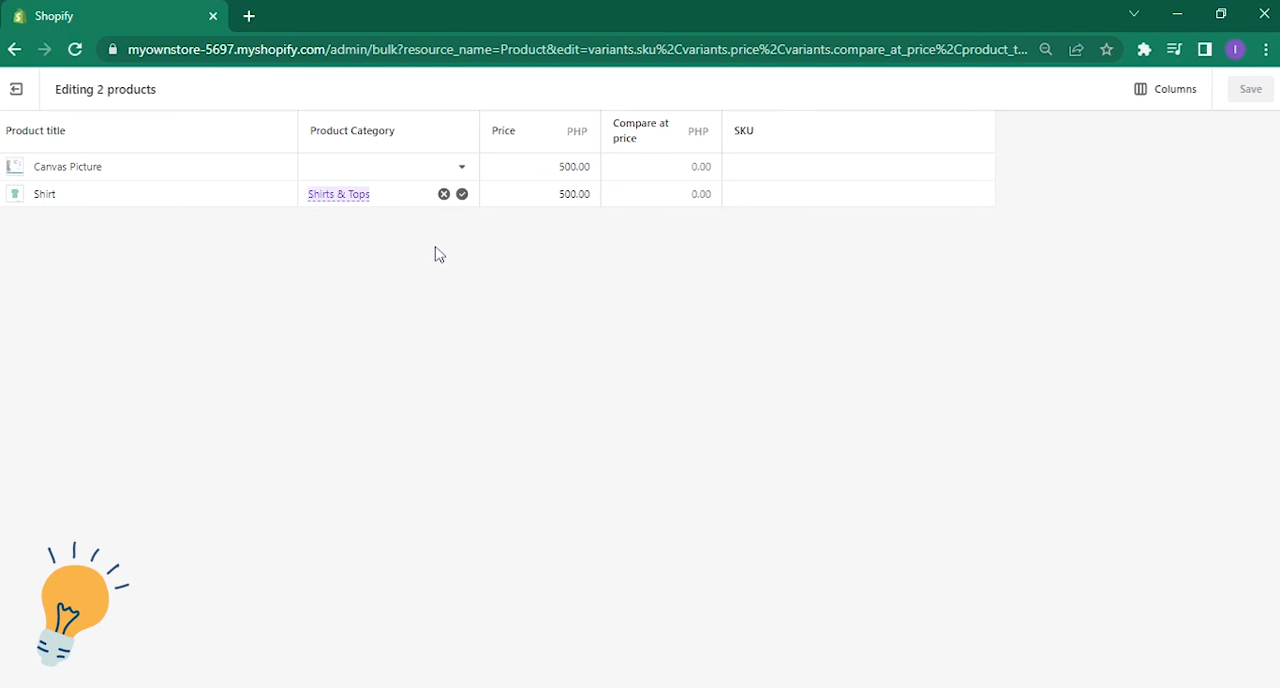 Shopify
myownstore-5697.myshopify.com/admin/bulk?resource_name=Product&edit=variants.sku%2Cvariants.price%2Cvariants.compare_at_price%2Cproduct_t...
I
Editing 2 products
Columns
Save
Product title
Product Category
Price
PHP
Compare at
price
PHP
SKU
Canvas Picture
500.00
0.00
Shirt
Shirts & Tops
500.00
0.00